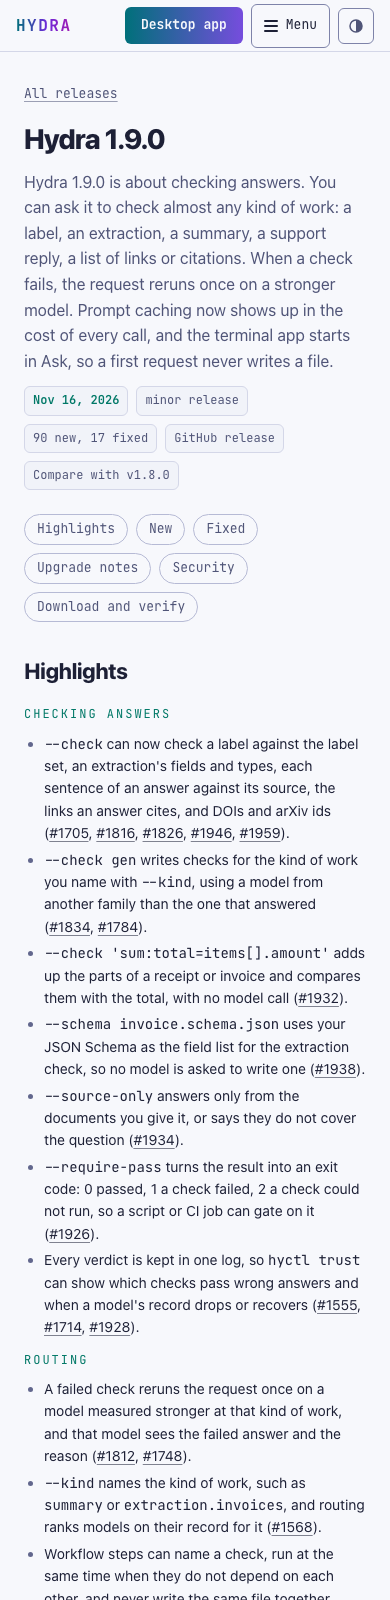 HYDRA
Desktop app
Menu
All releases
Hydra 1.9.0
Hydra 1.9.0 is about checking answers. You
can ask it to check almost any kind of work: a
label, an extraction, a summary, a support
reply, a list of links or citations. When a check
fails, the request reruns once on a stronger
model. Prompt caching now shows up in the
cost of every call, and the terminal app starts
in Ask, so a first request never writes a file.
Nov 16, 2026
minor release
90 new, 17 fixed
GitHub release
Compare with v1.8.0
Highlights
New
Fixed
Upgrade notes
Security
Download and verify
Highlights
CHECKING ANSWERS
• --check can now check a label against the label
set, an extraction's fields and types, each
sentence of an answer against its source, the
links an answer cites, and DOIs and arXiv ids
(#1705, #1816, #1826, #1946, #1959).
• --check gen writes checks for the kind of work
you name with --kind, using a model from
another family than the one that answered
(#1834, #1784).
• --check 'sum:total=items[].amount' adds
up the parts of a receipt or invoice and compares
them with the total, with no model call (#1932).
• --schema invoice.schema.json uses your
JSON Schema as the field list for the extraction
check, so no model is asked to write one (#1938).
• --source-only answers only from the
documents you give it, or says they do not cover
the question (#1934).
• --require-pass turns the result into an exit
code: 0 passed, 1 a check failed, 2 a check could
not run, so a script or CI job can gate on it
(#1926).
• Every verdict is kept in one log, so hyctl trust
can show which checks pass wrong answers and
when a model's record drops or recovers (#1555,
#1714, #1928).
ROUTING
• A failed check reruns the request once on a
model measured stronger at that kind of work,
and that model sees the failed answer and the
reason (#1812, #1748).
• --kind names the kind of work, such as
summary or extraction.invoices, and routing
ranks models on their record for it (#1568).
• Workflow steps can name a check, run at the
same time when they do not depend on each
other, and never write the same file together